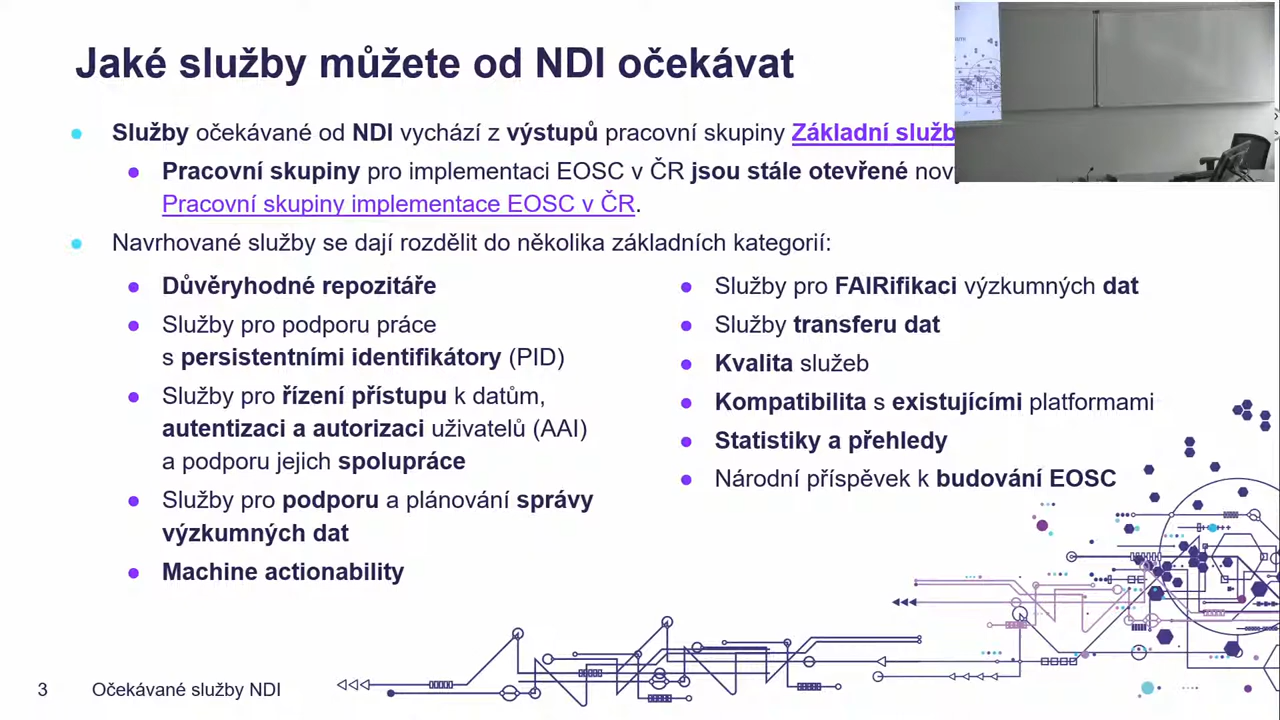 Jaké služby můžete od NDI očekávat
Služby očekávané od NDI vychází z výstupů pracovní skupiny Základní
Pracovní skupiny pro implementaci EOSC v ČR jsou stále otevřené
Pracovní skupiny implementace EOSC v ČR.
Navrhované služby se dají rozdělit do několika základních kategorií:
Důvěryhodné repozitáře
Služby pro podporu práce
s persistentními identifikátory (PID)
Služby pro řízení přístupu k datům,
autentizaci a autorizaci uživatelů (AAI)
a podporu jejich spolupráce
Služby pro podporu a plánování správy
výzkumných dat
Machine actionability
Služby pro FAIRifikaci výzkumných dat
Služby transferu dat
Kvalita služeb
Kompatibilita s existujícími platformami
Statistiky a přehledy
Národní příspěvek k budování EOSC
3 Očekávané služby NDI